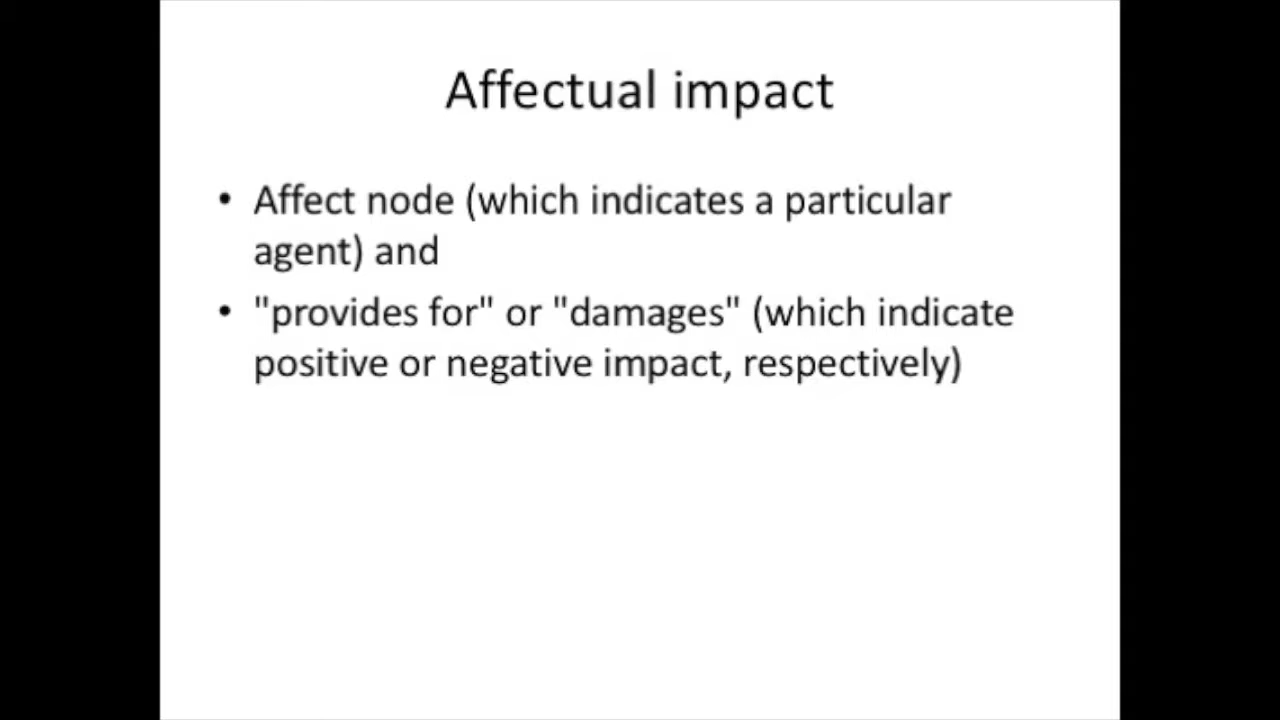 Affectual impact
• Affect node (which indicates a particular
agent) and
• "provides for" or "damages" (which indicate
positive or negative impact, respectively)